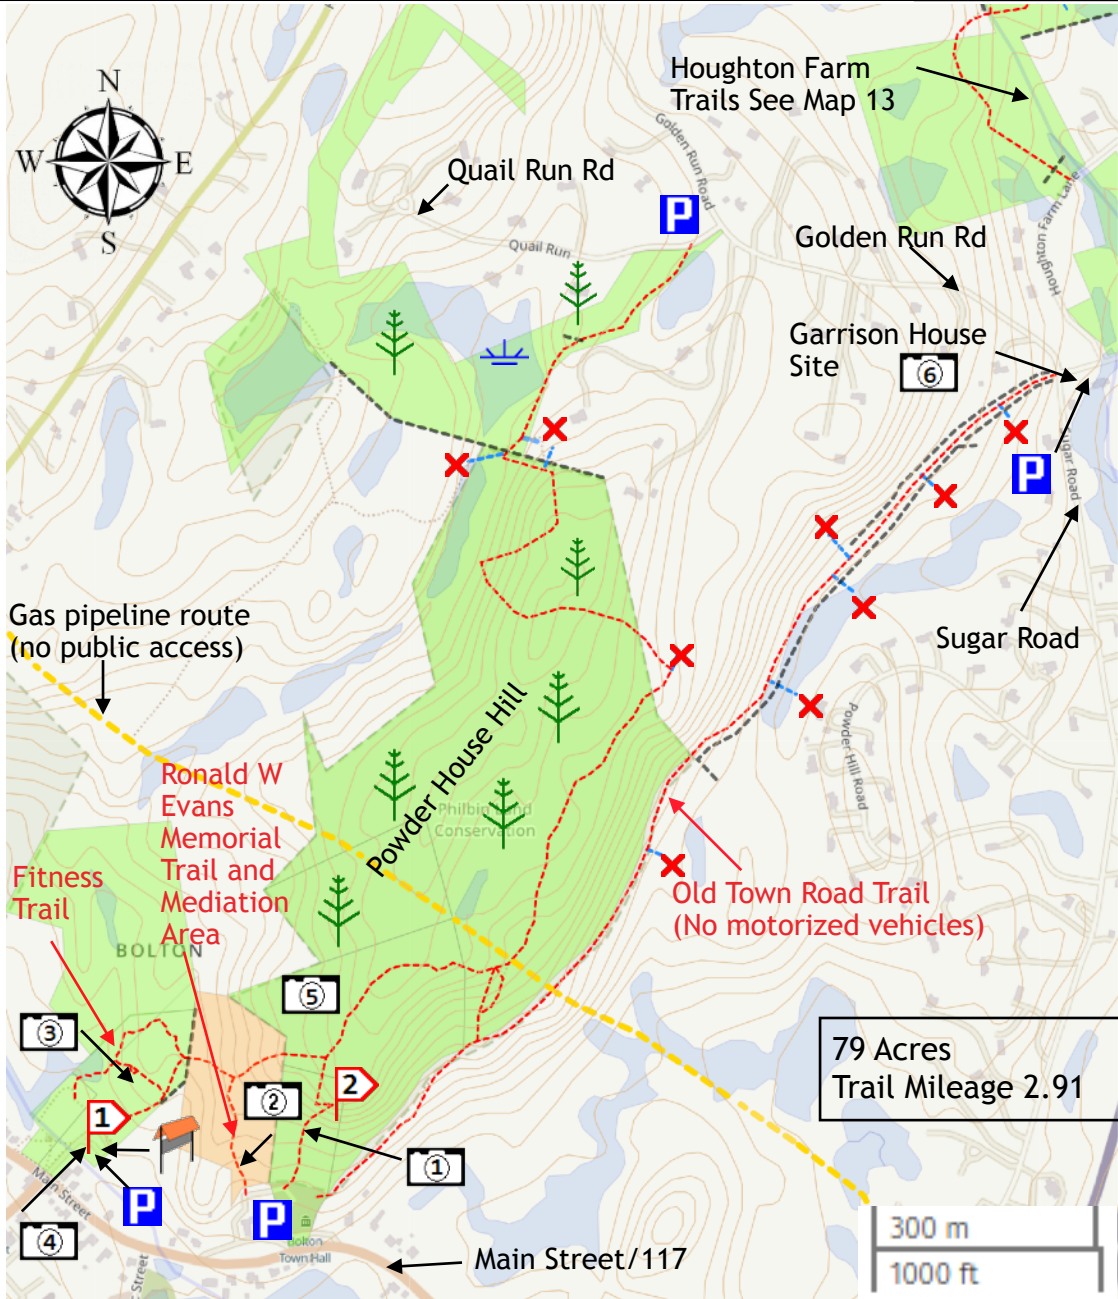 N
W
E
S
Houghton Farm
Trails See Map 13
Golden Run Road
Quail Run Rd
P
Quail Run
Golden Run Rd
Houghton Farm Lane
Garrison House
Site
6
P
Sugar Road
Gas pipeline route
(no public access)
Sugar Road
Powder House Hill
Powder Hill Road
Ronald W
Evans
Memorial
Trail and
Mediation
Area
Philbin Land
Conservation
Fitness
Trail
Old Town Road Trail
(No motorized vehicles)
BOLTON
5
3
79 Acres
Trail Mileage 2.91
2
2
1
1
Main Street
P
P
4
Bolton
Town Hall
Main Street/117
Street
300 m
1000 ft